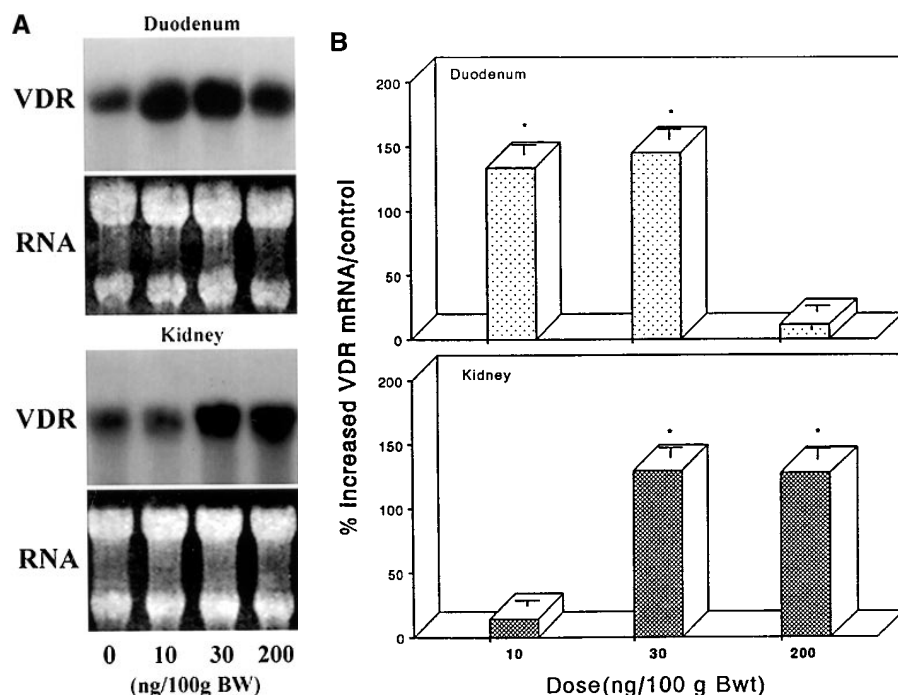 A
Duodenum
VDR
RNA
Kidney
VDR
RNA
0 10 30 200
(ng/100g BW)
B
% increased VDR mRNA/control
Duodenum
200
150
100
50
0
*
*
Kidney
200
150
100
50
0
*
*
10 30 200
Dose(ng/100 g Bwt)